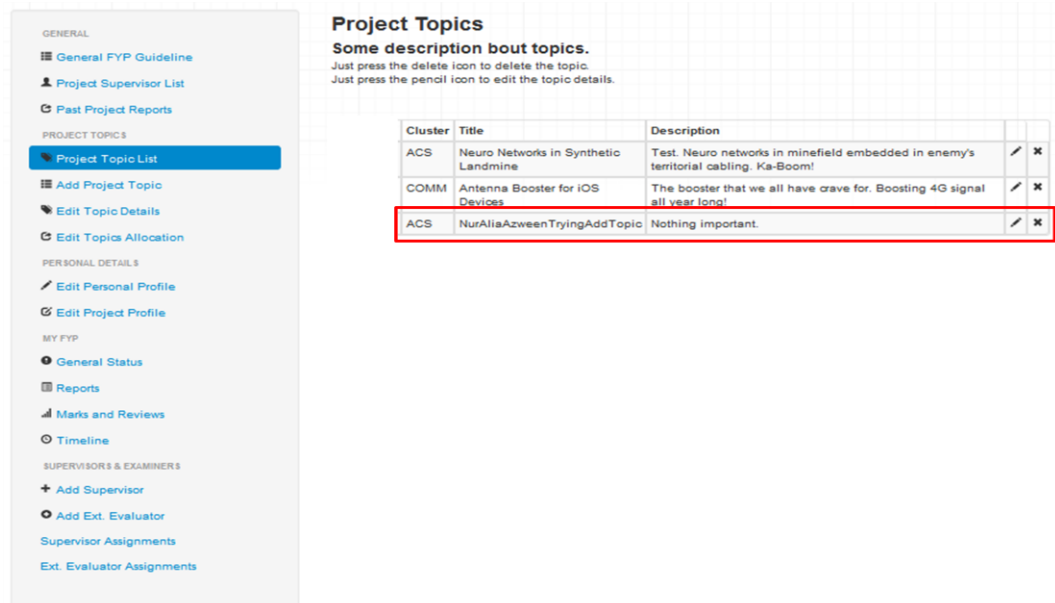 GENERAL
General FYP Guideline
Project Supervisor List
Past Project Reports
PROJECT TOPICS
Project Topic List
Add Project Topic
Edit Topic Details
Edit Topics Allocation
PERSONAL DETAILS
Edit Personal Profile
Edit Project Profile
MY FYP
General Status
Reports
Marks and Reviews
Timeline
SUPERVISORS & EXAMINERS
Add Supervisor
Add Ext. Evaluator
Supervisor Assignments
Ext. Evaluator Assignments
Project Topics
Some description bout topics.
Just press the delete icon to delete the topic.
Just press the pencil icon to edit the topic details.
Cluster Title Description
ACS Neuro Networks in Synthetic Test. Neuro networks in minefield embedded in enemy's
Landmine territorial cabling. Ka-Boom!
COMM Antenna Booster for iOS The booster that we all have crave for. Boosting 4G signal
Devices all year long!
ACS NurAliaAzweenTryingAddTopic Nothing important.